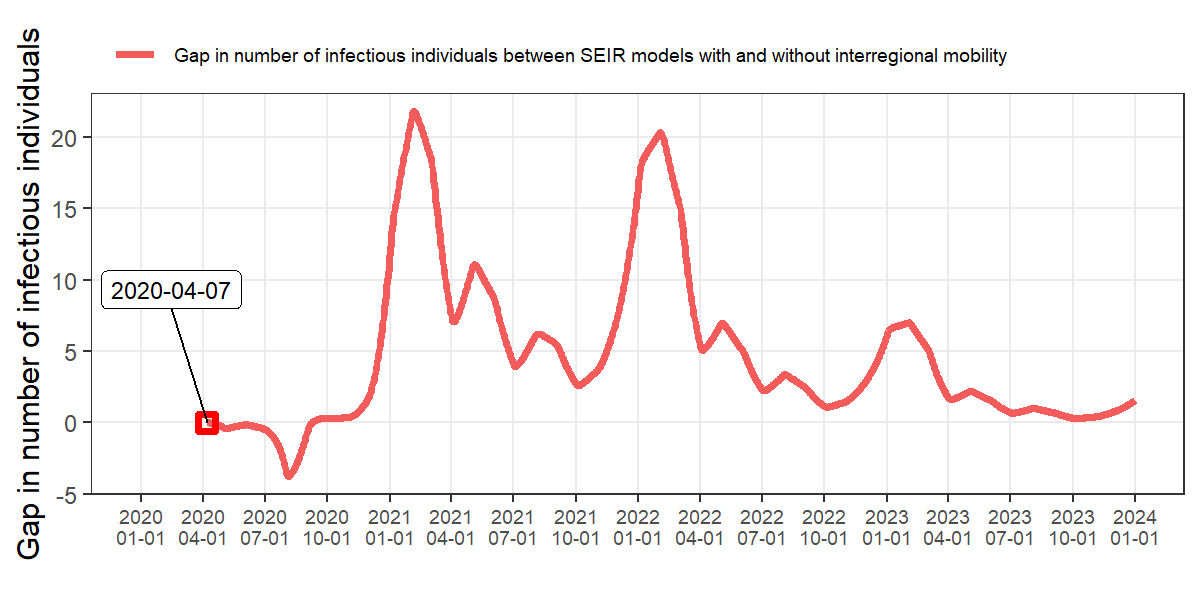 Gap in number of infectious individuals between SEIR models with and without interregional mobility
Gap in number of infectious individuals
20
15
10
5
0
-5
2020-04-07
2020 2020 2020 2020 2021 2021 2021 2021 2022 2022 2022 2022 2023 2023 2023 2023 2024
01-01 04-01 07-01 10-01 01-01 04-01 07-01 10-01 01-01 04-01 07-01 10-01 01-01 04-01 07-01 10-01 01-01